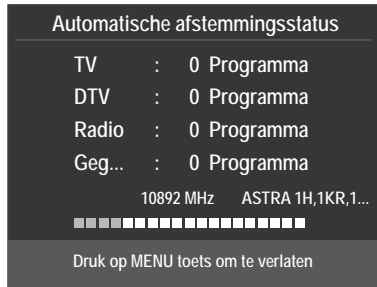 Automatische afstemmingsstatus
TV : 0 Programma
DTV : 0 Programma
Radio : 0 Programma
Geg... : 0 Programma
10892 MHz ASTRA 1H,1KR,1...
Druk op MENU toets om te verlaten